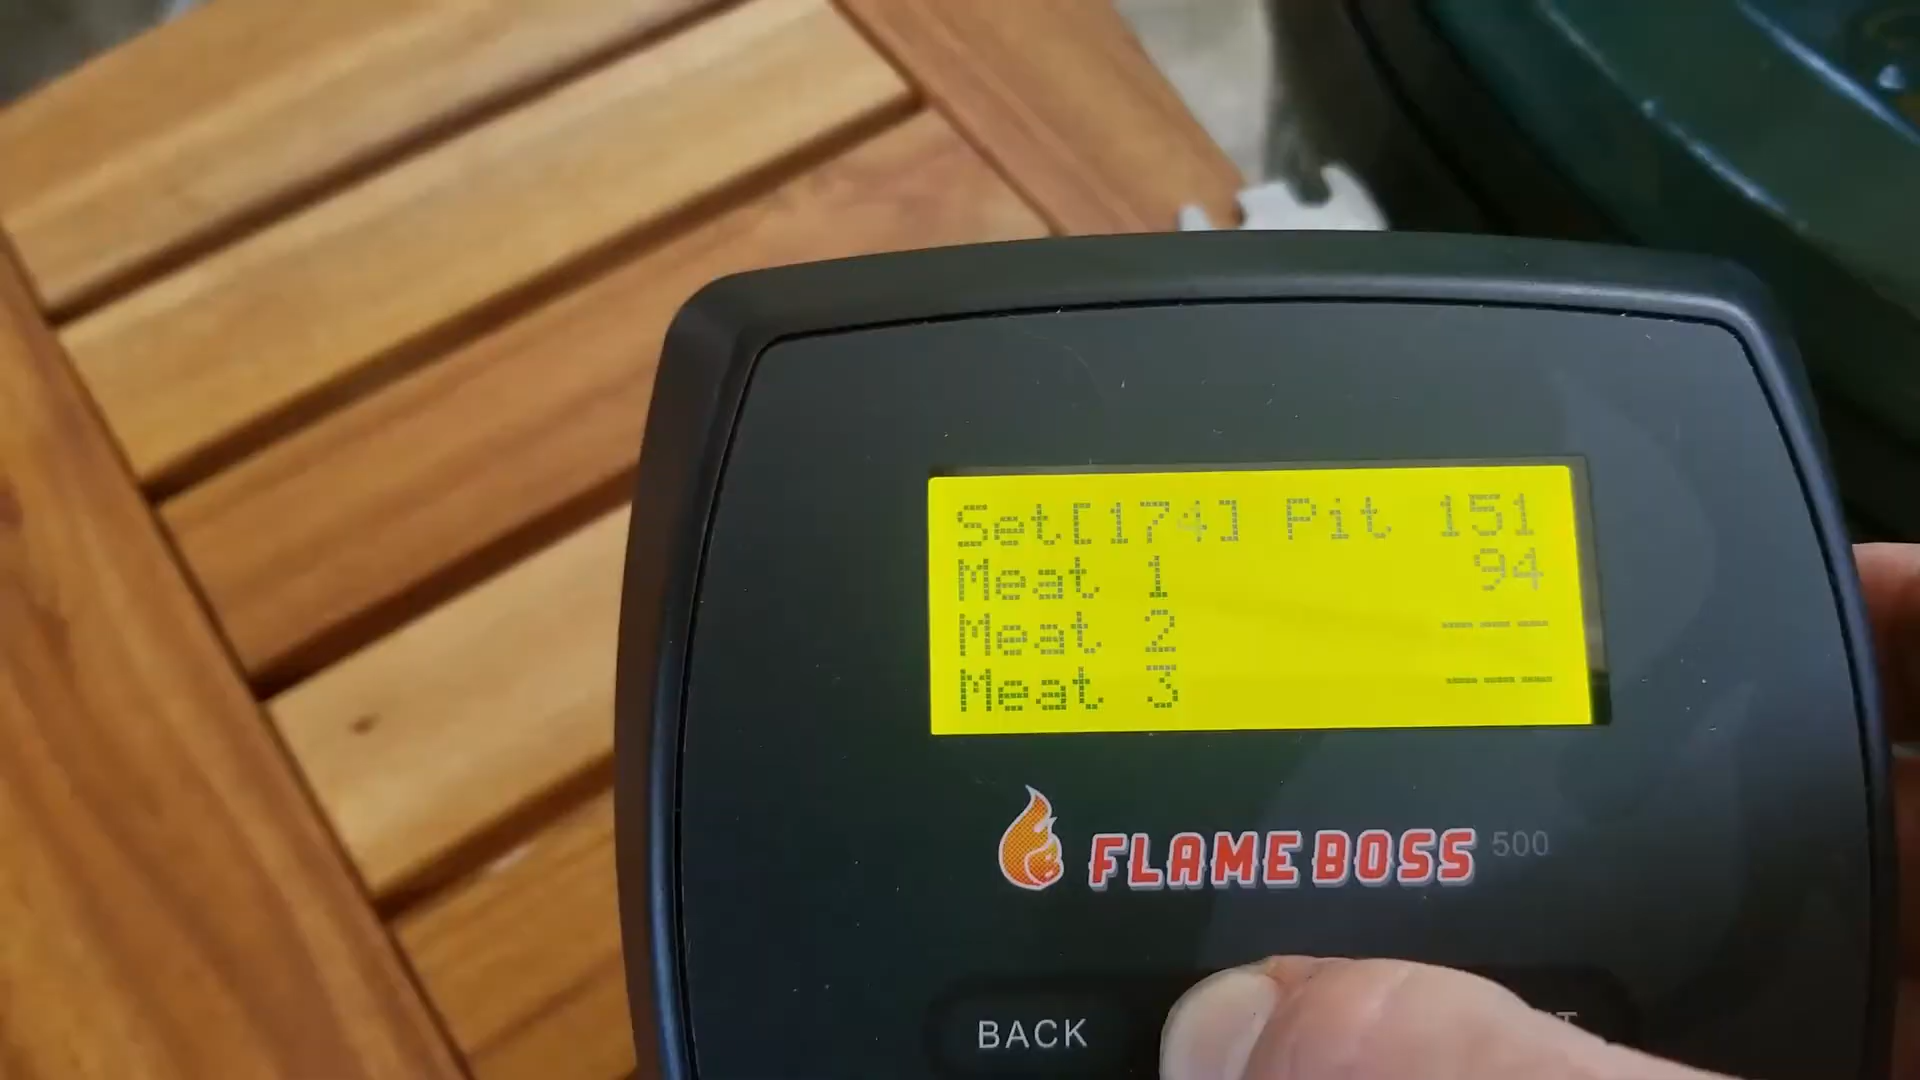 Set[174] Pit 151
Meat 1 94
Meat 2 ---
Meat 3 ---
FLAME BOSS 500
BACK